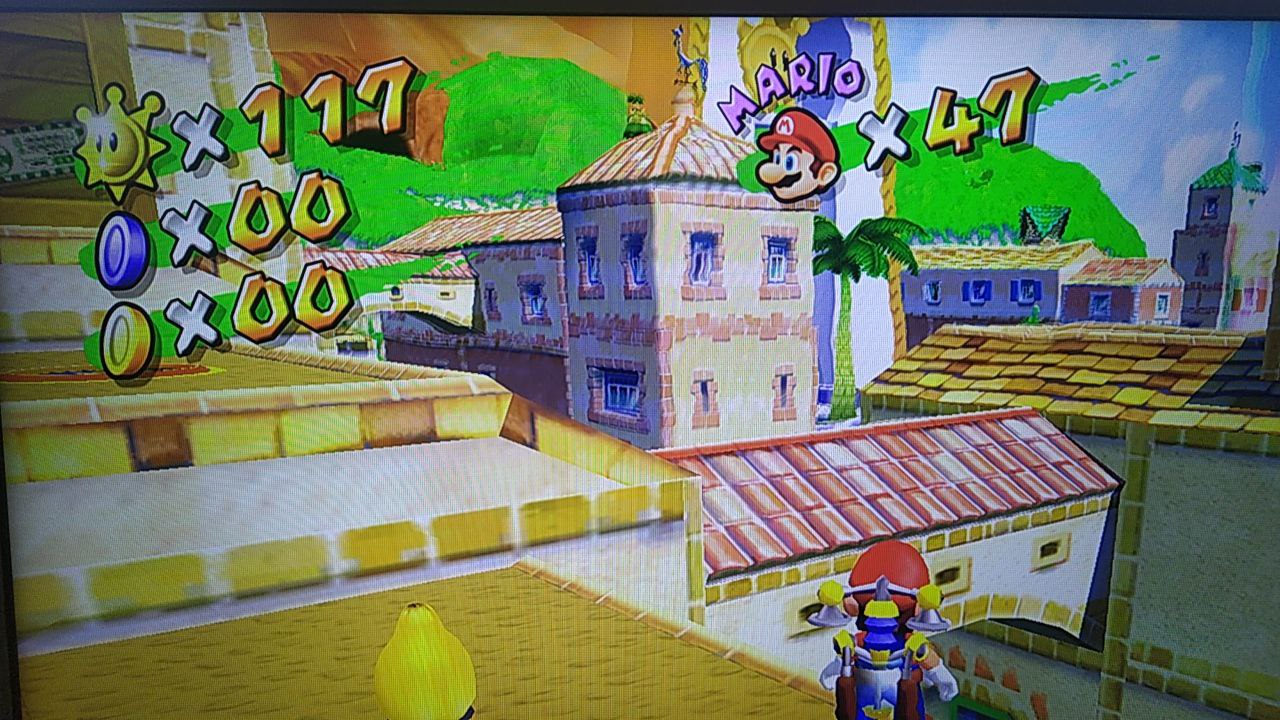 × 117
MARIO
× 47
× 00
× 00